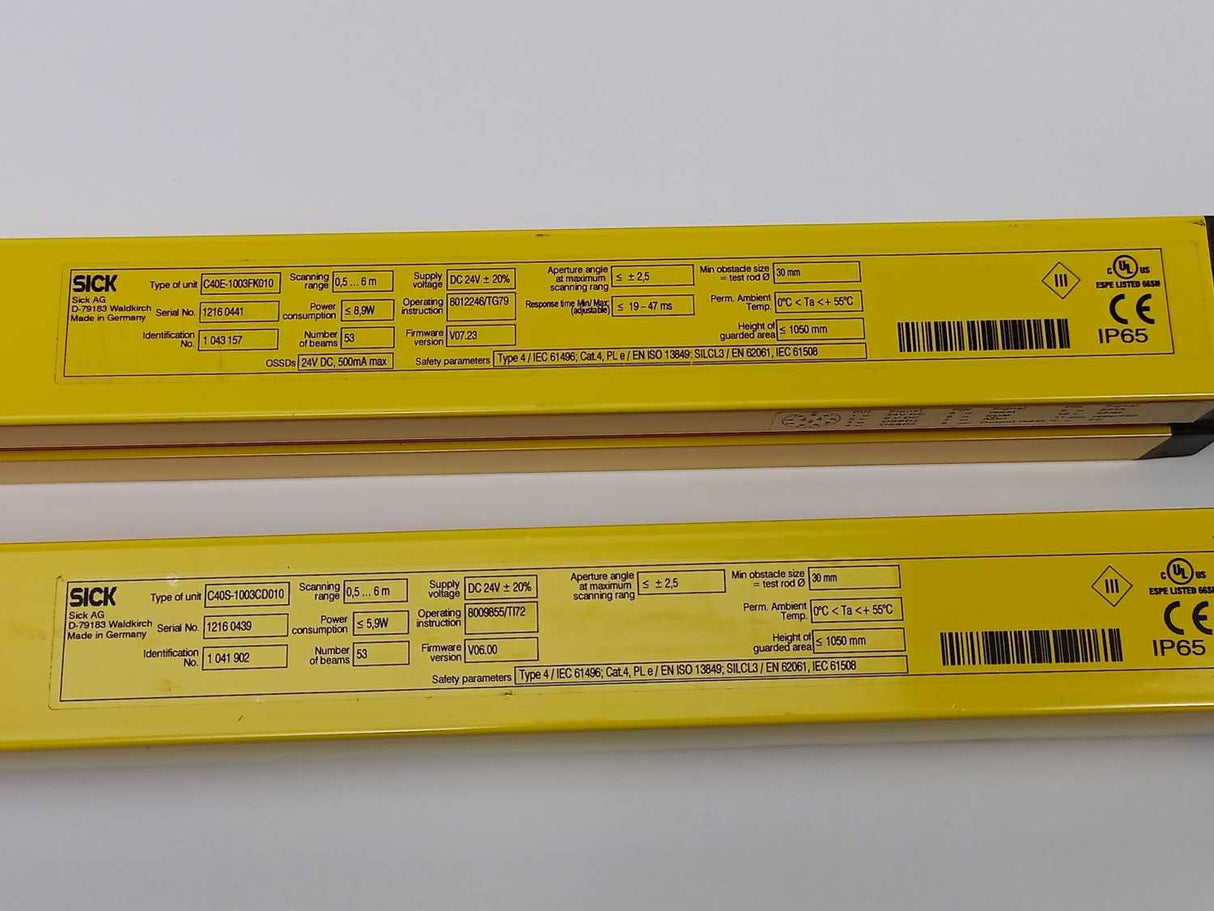 SICK
Sick AG
D-79183 Waldkirch
Made in Germany
Type of unit C40E-1003FK010
Serial No. 1216 0441
Identification No. 1 043 157
Scanning range 0,5 ... 6 m
Power consumption ≤ 8,9W
Number of beams 53
OSSDs 24V DC, 500mA max
Supply voltage DC 24V ± 20%
Operating instruction 8012246/TG79
Firmware version V07.23
Safety parameters Type 4 / IEC 61496; Cat.4, PL e / EN ISO 13849; SILCL3 / EN 62061, IEC 61508
Aperture angle at maximum scanning rang ≤ ± 2,5
Response time Min/Max (adjustable) ≤ 19 – 47 ms
Min obstacle size = test rod Ø 30 mm
Perm. Ambient Temp. 0°C < Ta < + 55°C
Height of guarded area ≤ 1050 mm
III
C UL US
ESPE LISTED 66SH
CE
IP65
SICK
Sick AG
D-79183 Waldkirch
Made in Germany
Type of unit C40S-1003CD010
Serial No. 1216 0439
Identification No. 1 041 902
Scanning range 0,5 ... 6 m
Power consumption ≤ 5,9W
Number of beams 53
Supply voltage DC 24V ± 20%
Operating instruction 8009855/TI72
Firmware version V06.00
Safety parameters Type 4 / IEC 61496; Cat.4, PL e / EN ISO 13849; SILCL3 / EN 62061, IEC 61508
Aperture angle at maximum scanning rang ≤ ± 2,5
Min obstacle size = test rod Ø 30 mm
Perm. Ambient Temp. 0°C < Ta < + 55°C
Height of guarded area ≤ 1050 mm
III
C UL US
ESPE LISTED 66SH
CE
IP65